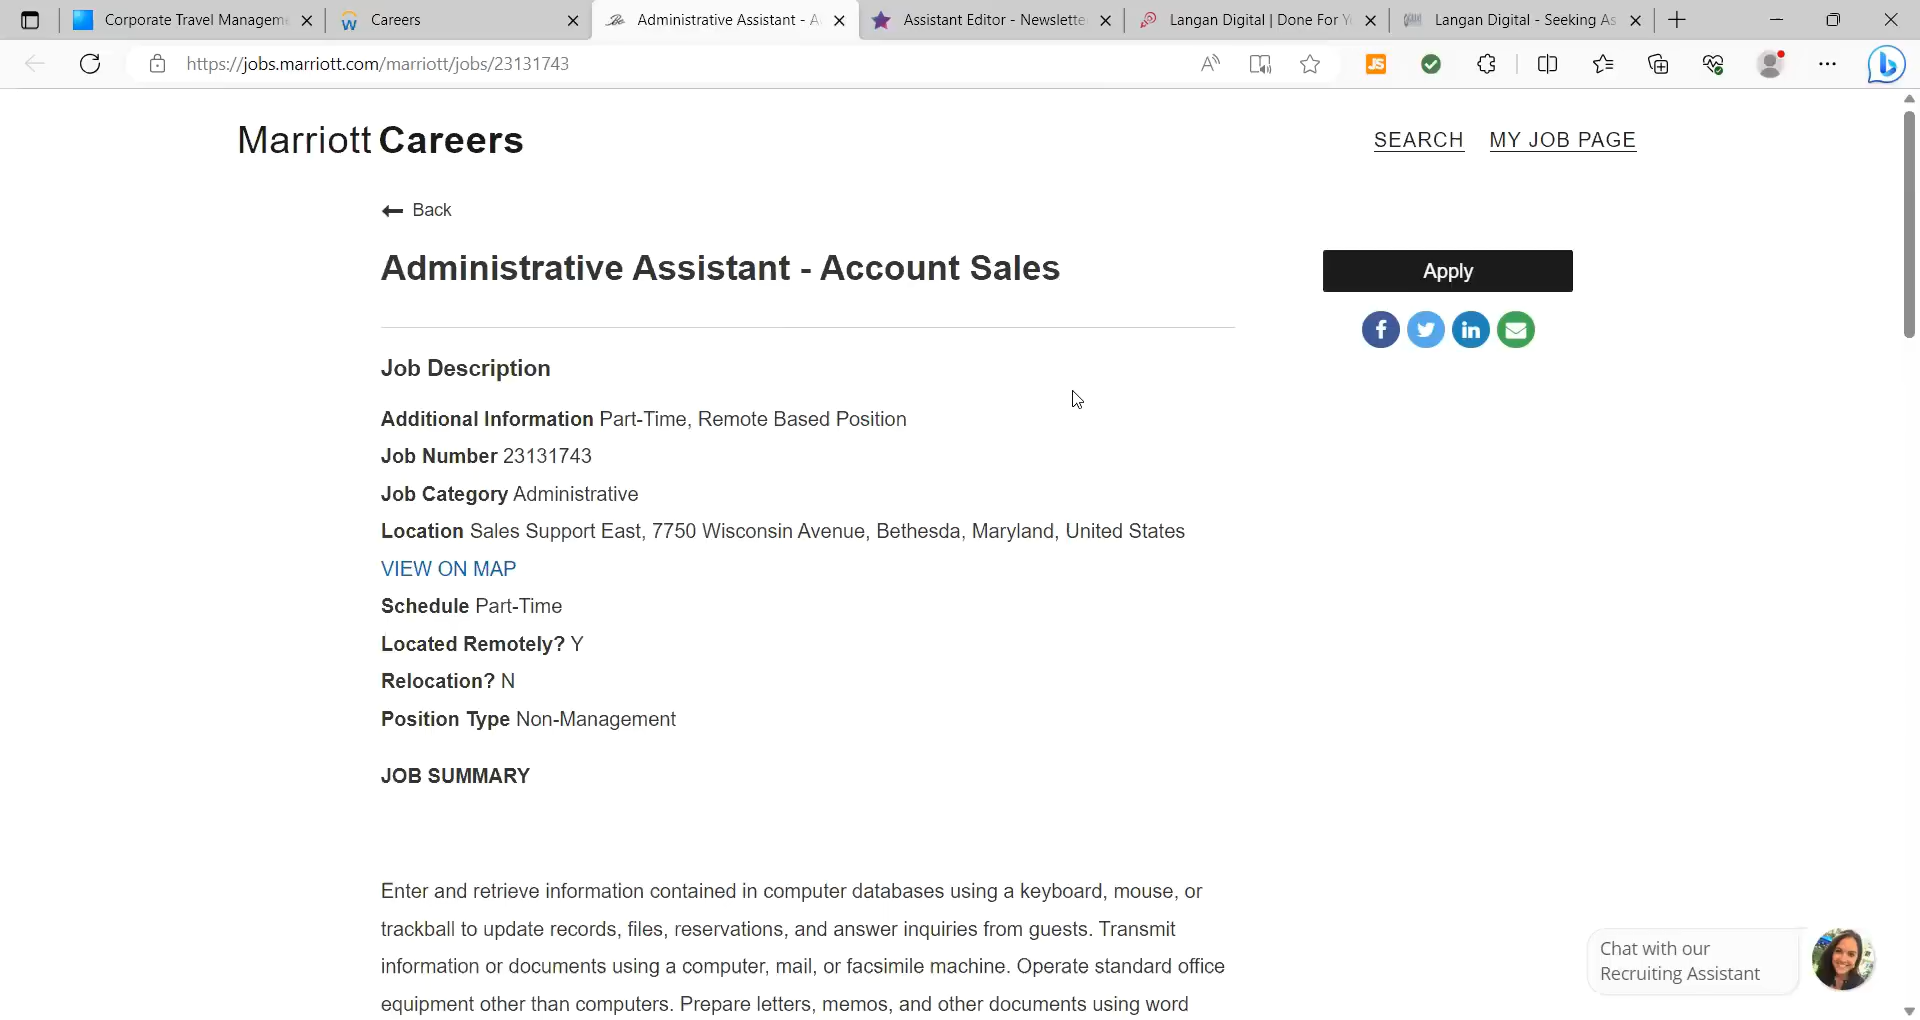 Corporate Travel Managem
Careers
Administrative Assistant - A
Assistant Editor - Newslette
Langan Digital | Done For Y
Langan Digital - Seeking As
https://jobs.marriott.com/marriott/jobs/23131743
JS
Marriott Careers
SEARCH
MY JOB PAGE
Back
Administrative Assistant - Account Sales
Apply
Job Description
Additional Information Part-Time, Remote Based Position
Job Number 23131743
Job Category Administrative
Location Sales Support East, 7750 Wisconsin Avenue, Bethesda, Maryland, United States
VIEW ON MAP
Schedule Part-Time
Located Remotely? Y
Relocation? N
Position Type Non-Management
JOB SUMMARY
Enter and retrieve information contained in computer databases using a keyboard, mouse, or
trackball to update records, files, reservations, and answer inquiries from guests. Transmit
information or documents using a computer, mail, or facsimile machine. Operate standard office
equipment other than computers. Prepare letters, memos, and other documents using word
Chat with our
Recruiting Assistant